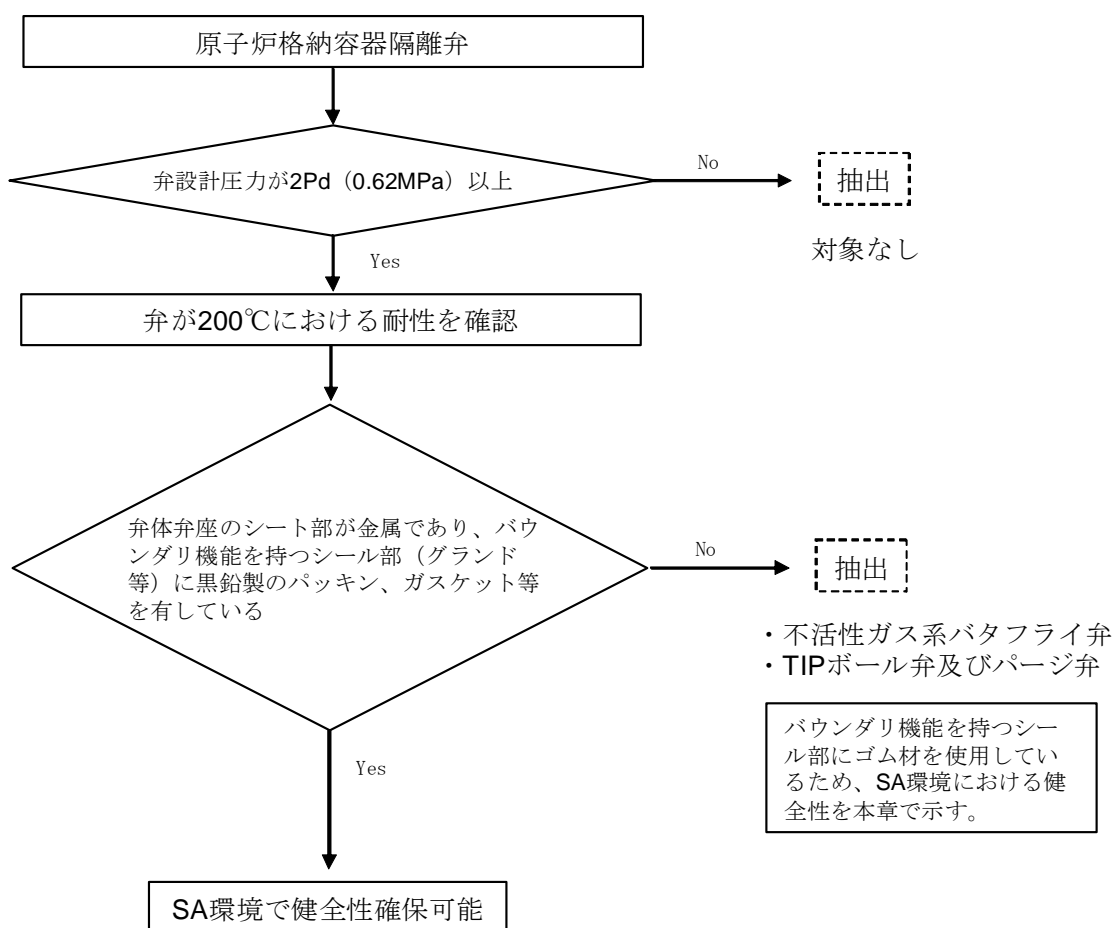 原子炉格納容器隔離弁
弁設計圧力が2Pd（0.62MPa）以上
No
抽出
対象なし
Yes
弁が200℃における耐性を確認
弁体弁座のシート部が金属であり、バウ
ンダリ機能を持つシール部（グランド
等）に黒鉛製のパッキン、ガスケット等
を有している
No
抽出
・不活性ガス系バタフライ弁
・TIPボール弁及びパージ弁
バウンダリ機能を持つシー
ル部にゴム材を使用してい
るため、SA環境における健
全性を本章で示す。
Yes
SA環境で健全性確保可能